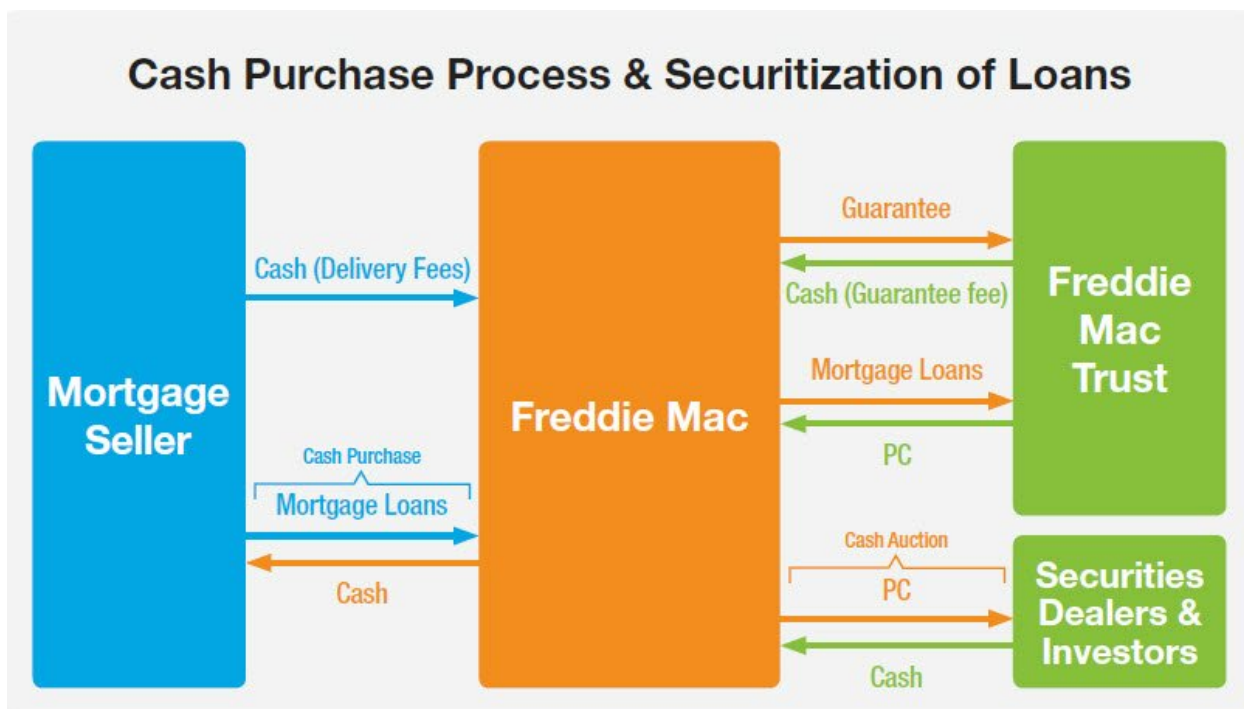 Cash Purchase Process & Securitization of Loans
Mortgage
Seller
Cash (Delivery Fees)
Cash Purchase
Mortgage Loans
Cash
Freddie Mac
Guarantee
Cash (Guarantee fee)
Mortgage Loans
PC
Cash Auction
PC
Cash
Freddie
Mac
Trust
Securities
Dealers &
Investors